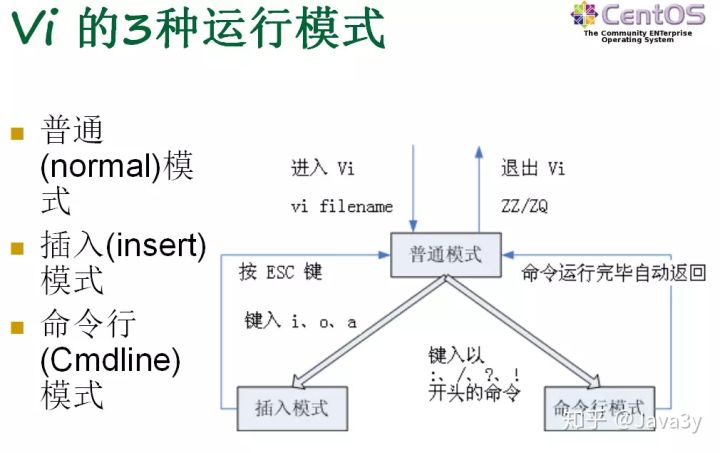 Vi 的3种运行模式
CentOS
The Community ENTerprise
Operating System
普通
(normal)模
式
插入(insert)
模式
命令行
(Cmdline)
模式
进入 Vi
vi filename
退出 Vi
ZZ/ZQ
普通模式
按 ESC 键
命令运行完毕自动返回
键入 i、o、a
键入以
:、/、?、!
开头的命令
插入模式
命令行模式
知乎 @Java3y